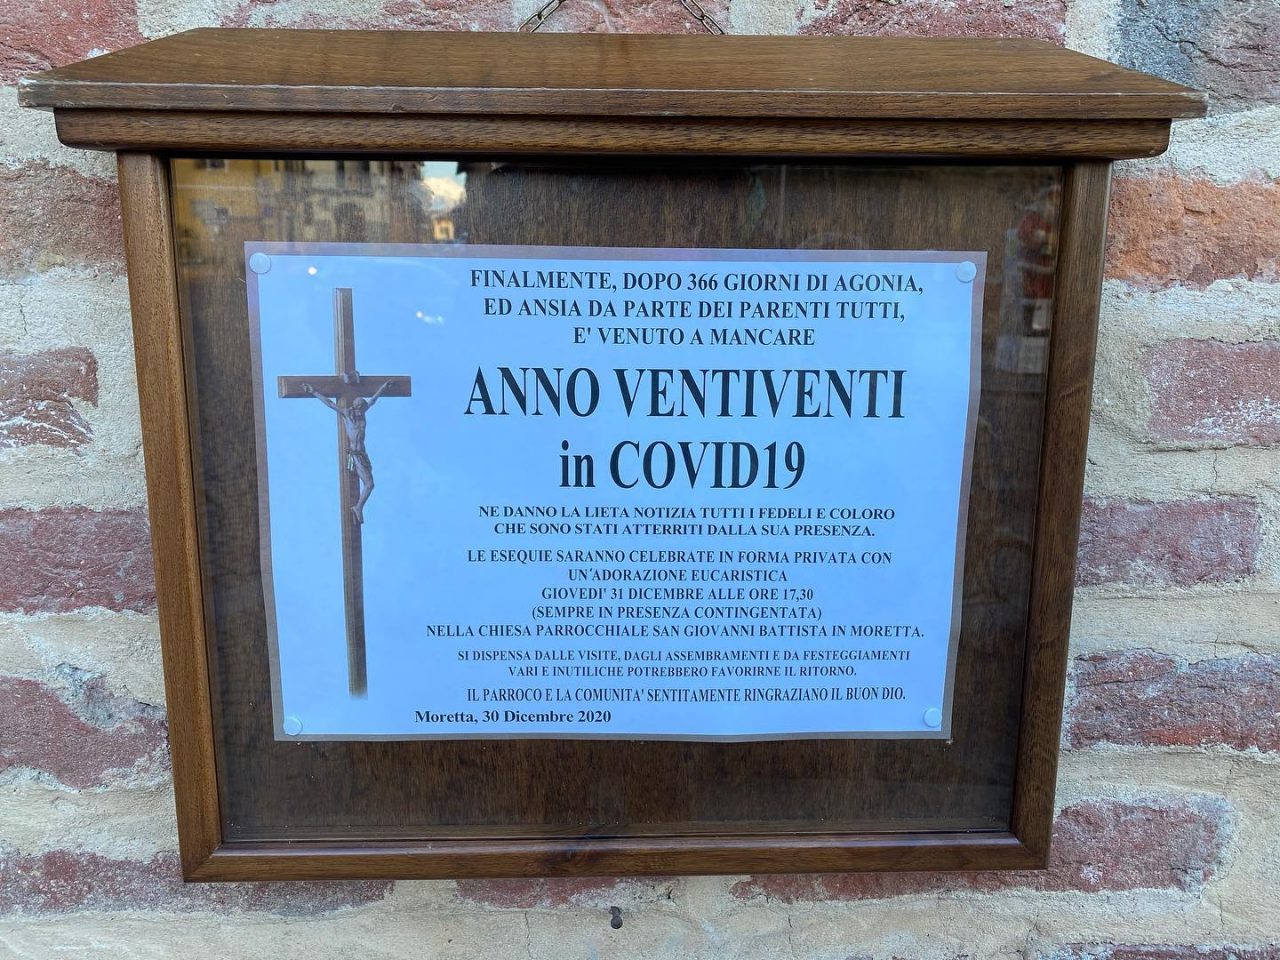 FINALMENTE, DOPO 366 GIORNI DI AGONIA,
ED ANSIA DA PARTE DEI PARENTI TUTTI,
E' VENUTO A MANCARE
ANNO VENTIVENTI
in COVID19
NE DANNO LA LIETA NOTIZIA TUTTI I FEDELI E COLORO
CHE SONO STATI ATTERRITI DALLA SUA PRESENZA.
LE ESEQUIE SARANNO CELEBRATE IN FORMA PRIVATA CON
UN'ADORAZIONE EUCARISTICA
GIOVEDI' 31 DICEMBRE ALLE ORE 17,30
(SEMPRE IN PRESENZA CONTINGENTATA)
NELLA CHIESA PARROCCHIALE SAN GIOVANNI BATTISTA IN MORETTA.
SI DISPENSA DALLE VISITE, DAGLI ASSEMBRAMENTI E DA FESTEGGIAMENTI
VARI E INUTILICHE POTREBBERO FAVORIRNE IL RITORNO.
IL PARROCO E LA COMUNITA' SENTITAMENTE RINGRAZIANO IL BUON DIO.
Moretta, 30 Dicembre 2020